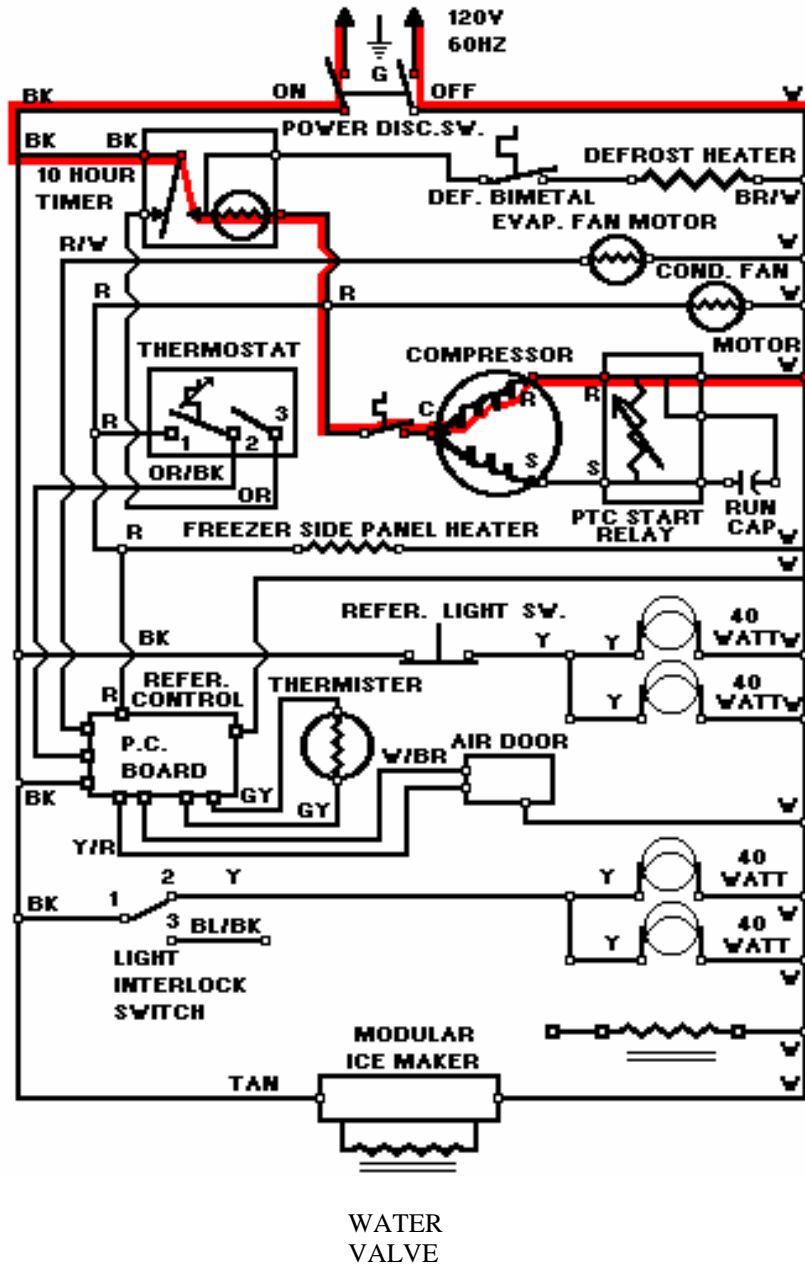 120V
60HZ
G
ON
OFF
BK
W
POWER DISC.SW.
BK
BK
10 HOUR
TIMER
DEFROST HEATER
DEF. BIMETAL
BR/W
EVAP. FAN MOTOR
W
R/W
COND. FAN
R
R
W
MOTOR
THERMOSTAT
COMPRESSOR
W
3
C
R
R
R
1
2
OR/BK
OR
S
S
RUN
CAP
PTC START
RELAY
W
R
FREEZER SIDE PANEL HEATER
W
REFER. LIGHT SW.
BK
Y
Y
40
WATT
W
REFER.
CONTROL
THERMISTER
R
Y
40
WATT
W
P.C.
BOARD
W/BR
AIR DOOR
BK
GY
GY
W
Y/R
2
Y
Y
40
WATT
BK
1
W
3
BL/BK
Y
40
WATT
LIGHT
INTERLOCK
SWITCH
W
MODULAR
ICE MAKER
W
TAN
W
WATER
VALVE